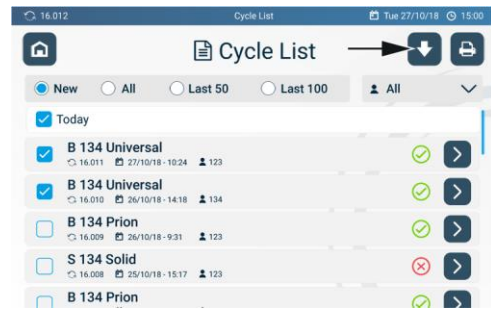 16.012 Cycle List Tue 27/10/18 15:00
Cycle List
New All Last 50 Last 100 All
Today
B 134 Universal
16.011 27/10/18 - 10:24 123
B 134 Universal
16.010 26/10/18 - 14:18 134
B 134 Prion
16.009 26/10/18 - 9:31 123
S 134 Solid
16.008 25/10/18 - 15:17 123
B 134 Prion